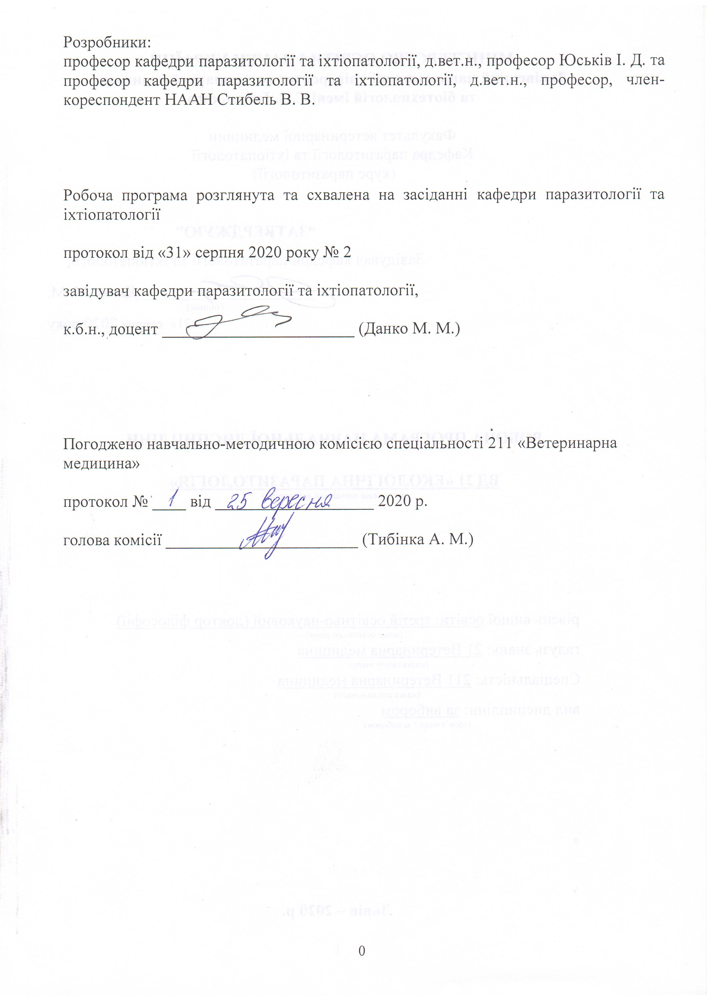 Розробники:
професор кафедри паразитології та іхтіопатології, д.вет.н., професор Юськів І. Д. та
професор кафедри паразитології та іхтіопатології, д.вет.н., професор, член-
кореспондент НААН Стибель В. В.
Робоча програма розглянута та схвалена на засіданні кафедри паразитології та
іхтіопатології
протокол від «31» серпня 2020 року № 2
завідувач кафедри паразитології та іхтіопатології,
к.б.н., доцент (Данко М. М.)
Погоджено навчально-методичною комісією спеціальності 211 «Ветеринарна
медицина»
протокол № 1 від 25 вересня 2020 р.
голова комісії (Тибінка А. М.)
0